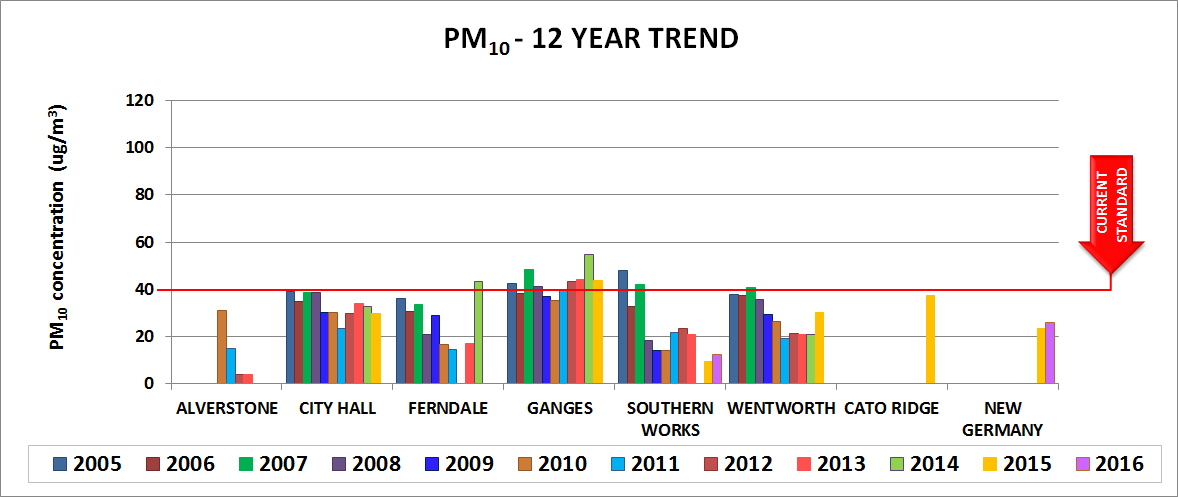 PM10 - 12 YEAR TREND
PM10 concentration (ug/m3)
120
100
80
60
40
20
0
CURRENT
STANDARD
ALVERSTONE CITY HALL FERNDALE GANGES SOUTHERN WORKS WENTWORTH CATO RIDGE NEW GERMANY
2005 2006 2007 2008 2009 2010 2011 2012 2013 2014 2015 2016